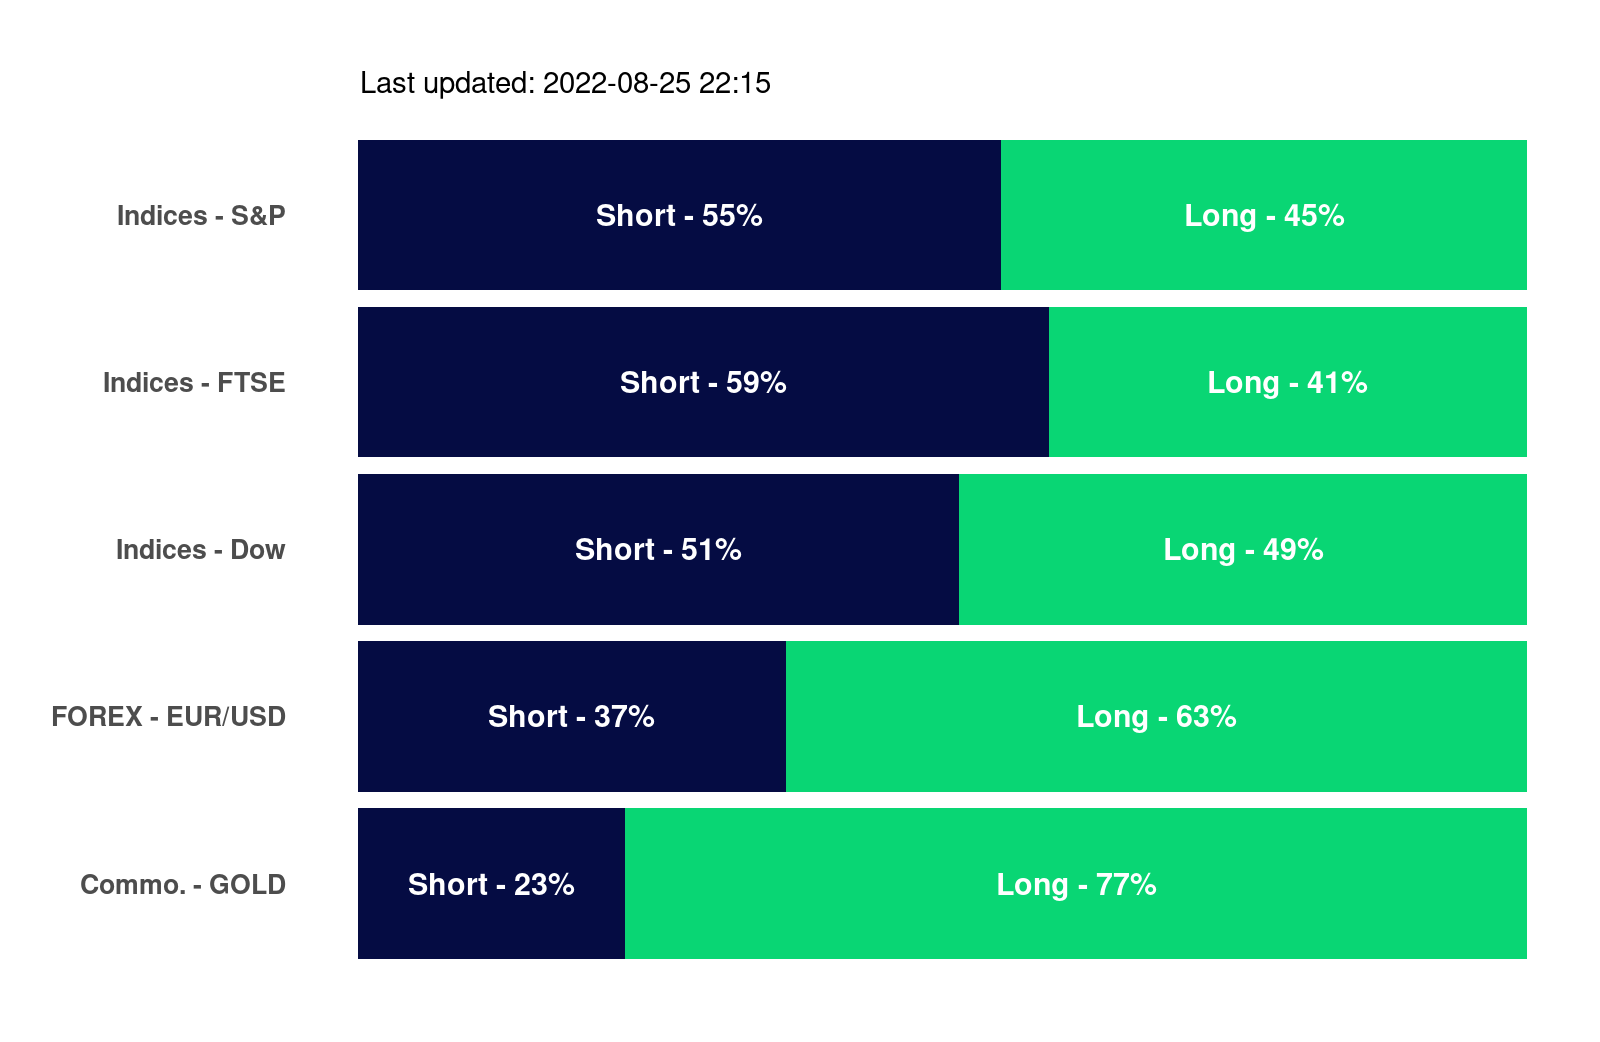 Last updated: 2022-08-25 22:15
Indices - S&P Short - 55% Long - 45%
Indices - FTSE Short - 59% Long - 41%
Indices - Dow Short - 51% Long - 49%
FOREX - EUR/USD Short - 37% Long - 63%
Commo. - GOLD Short - 23% Long - 77%